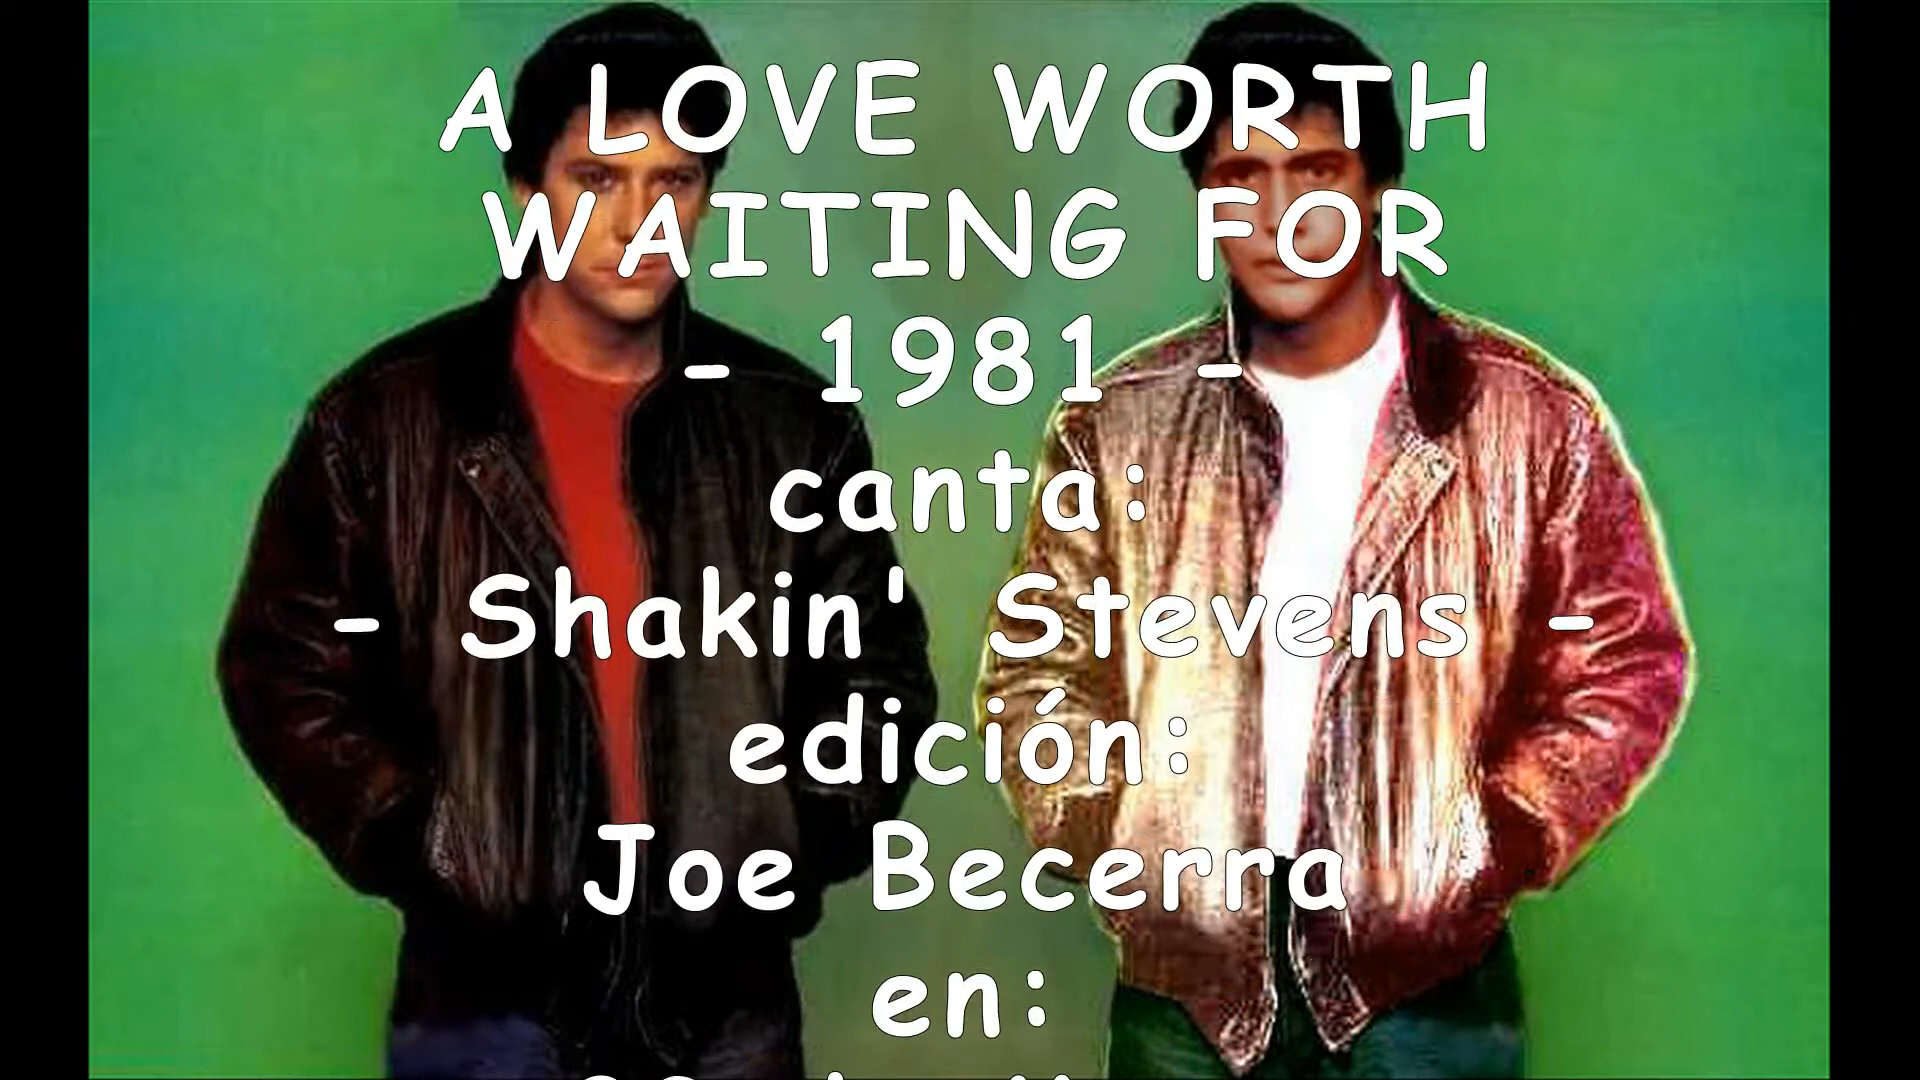 A LOVE WORTH
WAITING FOR
- 1981 -
canta:
- Shakin' Stevens -
edición:
Joe Becerra
en: